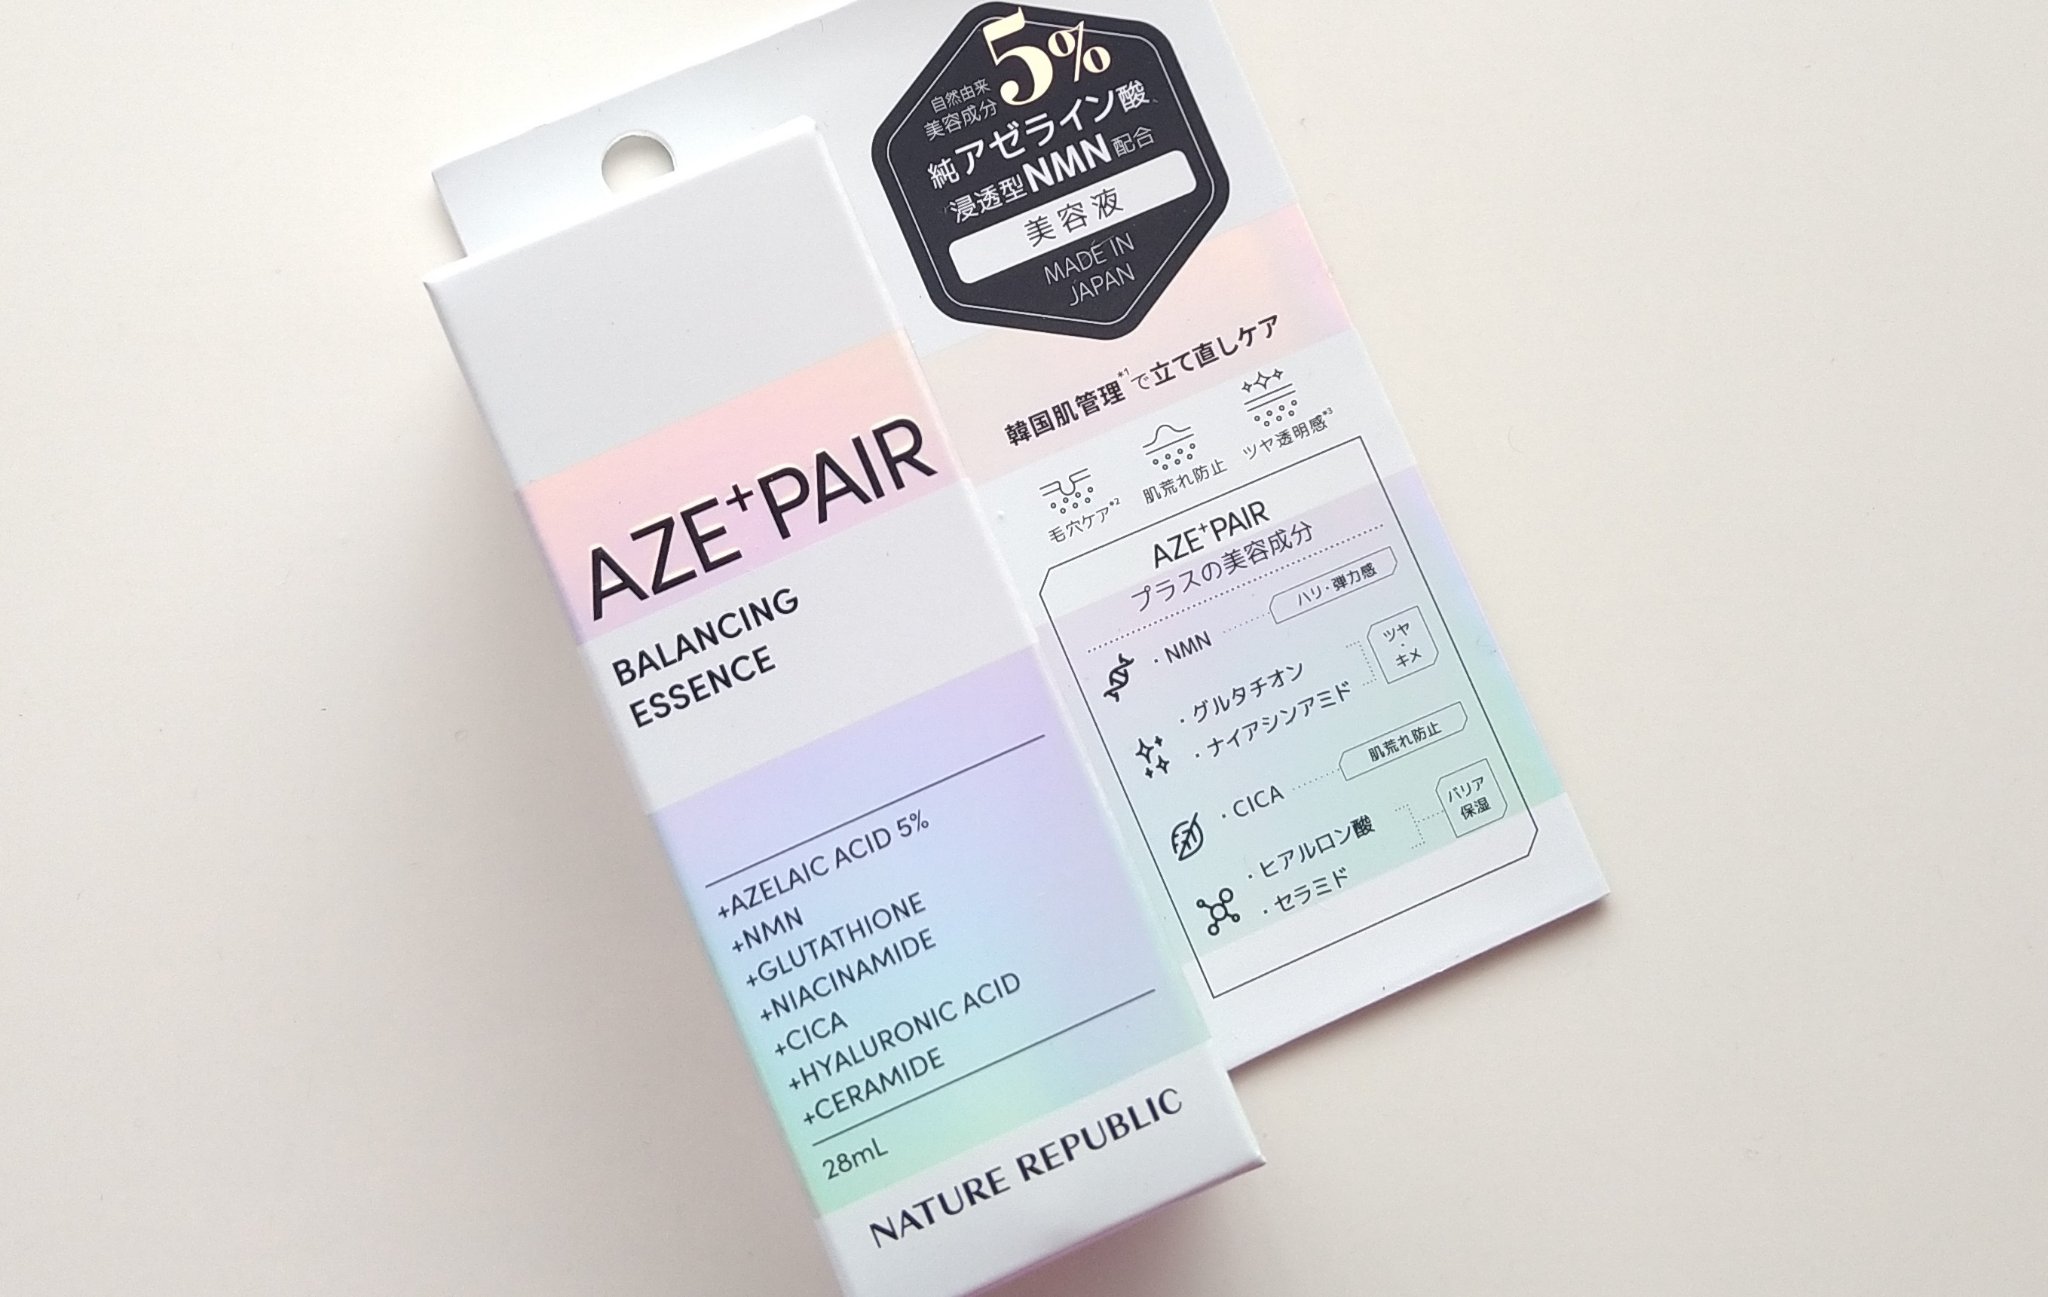 自然由来
美容成分
5%
純アゼライン酸、
浸透型NMN配合
美容液
MADE IN
JAPAN
韓国肌管理*1で立て直しケア
毛穴ケア*2
肌荒れ防止
ツヤ透明感*3
AZE+PAIR
プラスの美容成分
・NMN
ハリ・弾力感
・グルタチオン
・ナイアシンアミド
ツヤ
・
キメ
・CICA
肌荒れ防止
・ヒアルロン酸
・セラミド
バリア
保湿
AZE+PAIR
BALANCING
ESSENCE
+AZELAIC ACID 5%
+NMN
+GLUTATHIONE
+NIACINAMIDE
+CICA
+HYALURONIC ACID
+CERAMIDE
28mL
NATURE REPUBLIC